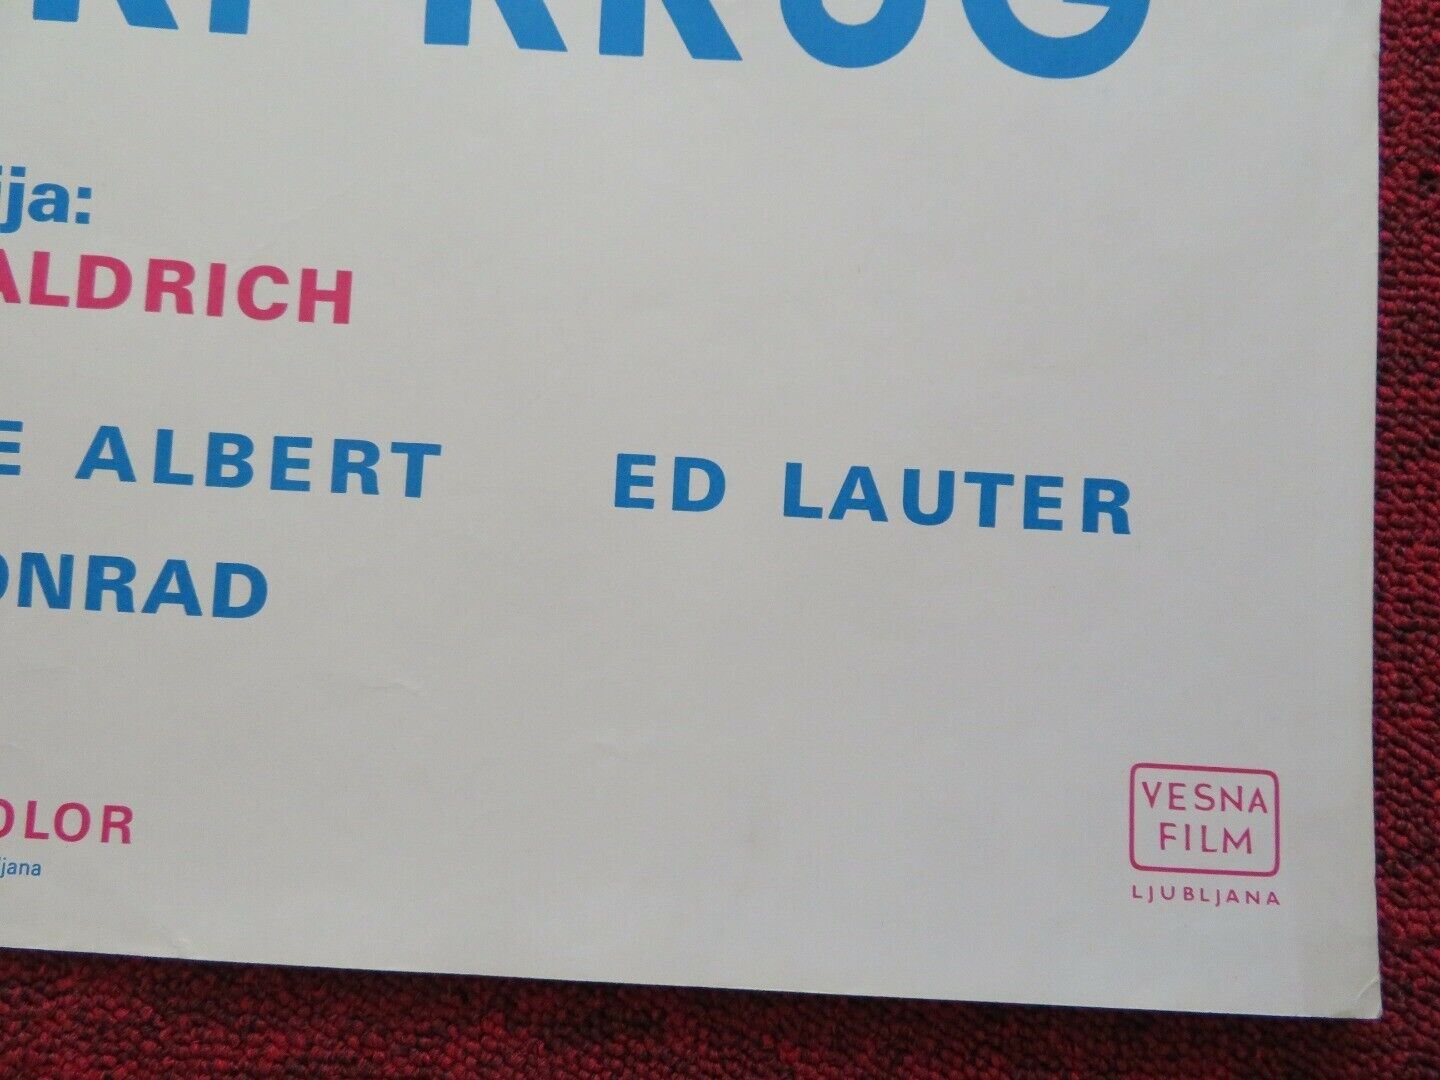 KRUG
ija:
ALDRICH
E ALBERT ED LAUTER
ONRAD
OLOR
jana
VESNA
FILM
LJUBLJANA